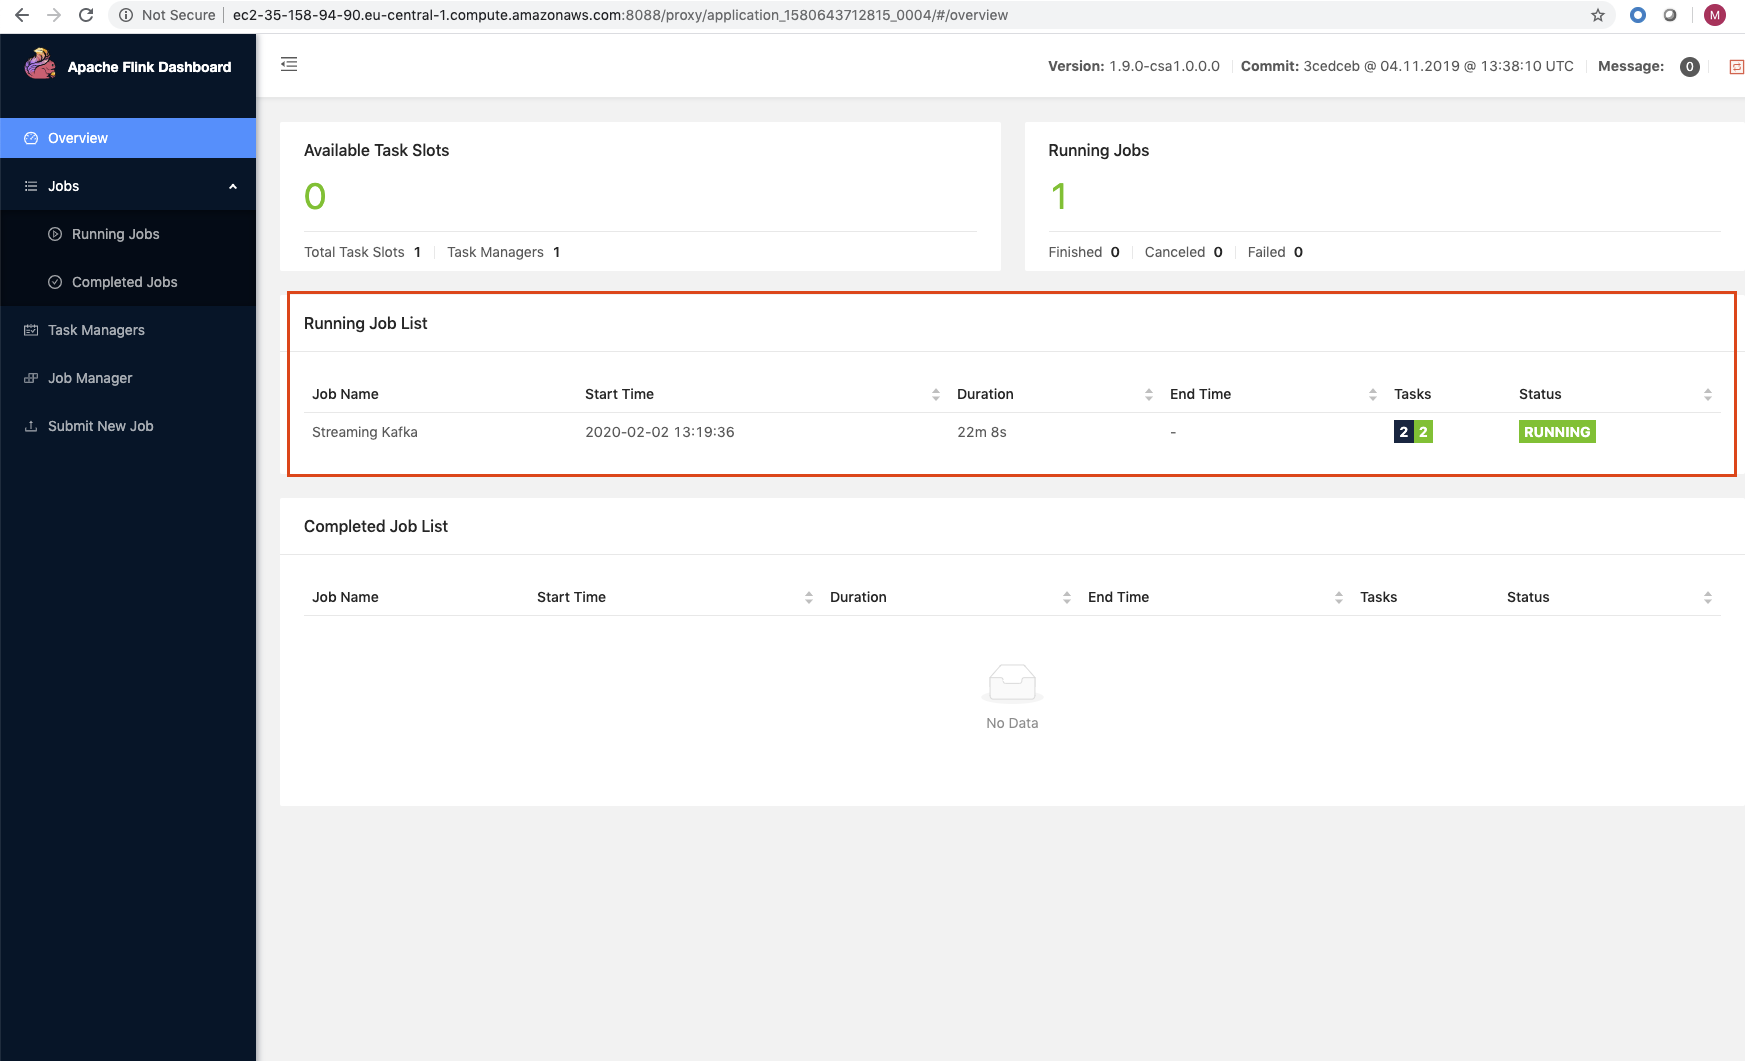 Not Secure
ec2-35-158-94-90.eu-central-1.compute.amazonaws.com:8088/proxy/application_1580643712815_0004/#/overview
M
Apache Flink Dashboard
Version: 1.9.0-csa1.0.0.0 Commit: 3cedceb @ 04.11.2019 @ 13:38:10 UTC Message: 0
Overview
Jobs
Running Jobs
Completed Jobs
Task Managers
Job Manager
Submit New Job
Available Task Slots
0
Total Task Slots 1 Task Managers 1
Running Jobs
1
Finished 0 Canceled 0 Failed 0
Running Job List
Job Name Start Time Duration End Time Tasks Status
Streaming Kafka 2020-02-02 13:19:36 22m 8s - 2 2 RUNNING
Completed Job List
Job Name Start Time Duration End Time Tasks Status
No Data